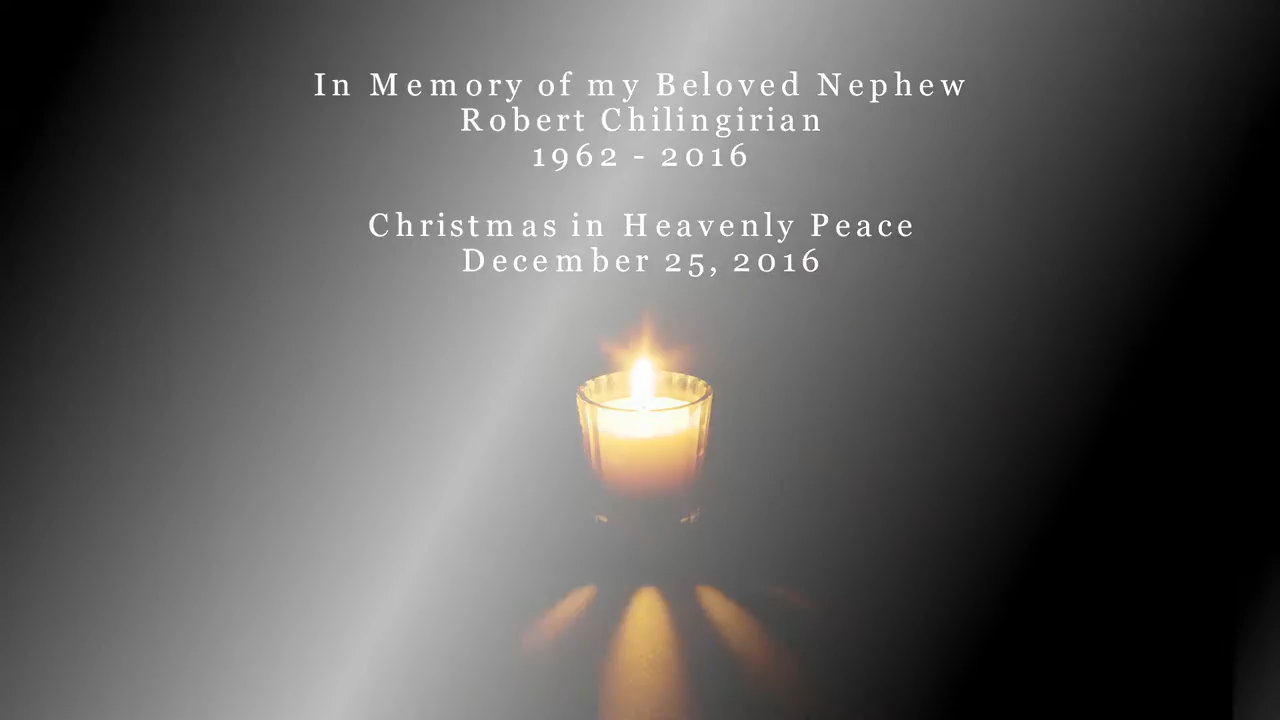 In Memory of my Beloved Nephew
Robert Chilingirian
1962 - 2016
Christmas in Heavenly Peace
December 25, 2016